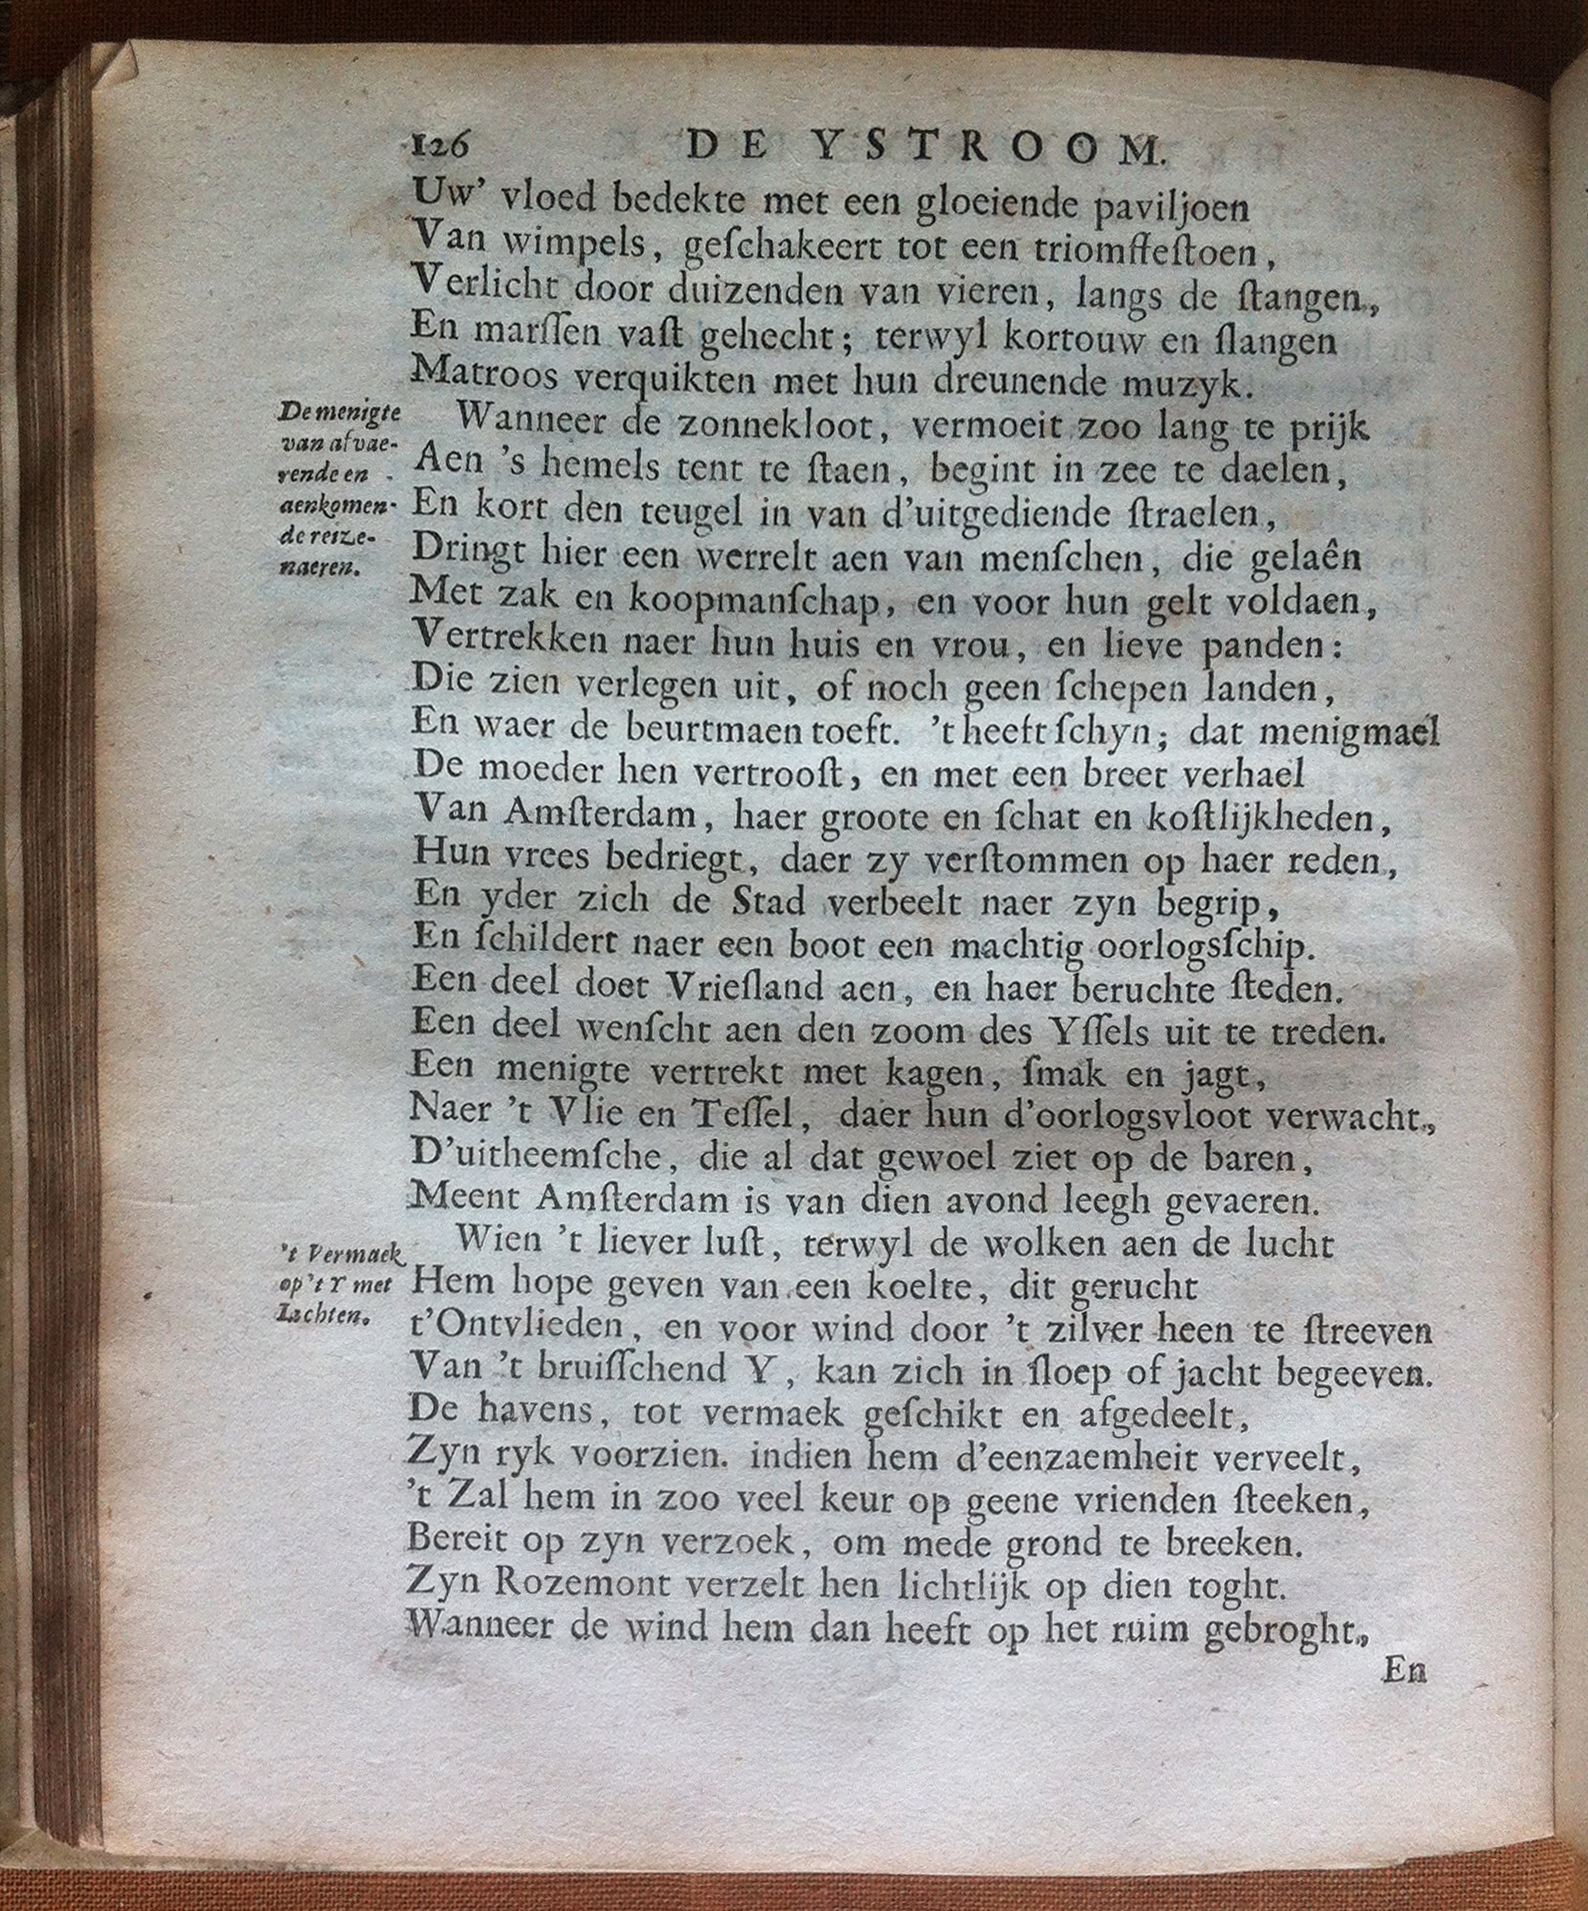 126 DE YSTROOM.
Uw' vloed bedekte met een gloeiende paviljoen
Van wimpels, geſchakeert tot een triomffeſtoen,
Verlicht door duizenden van vieren, langs de ſtangen,
En marſſen vaſt gehecht; terwyl kortouw en ſlangen
Matroos verquikten met hun dreunende muzyk.
De menigte
van afvae-
rende en
aenkomen-
de reize-
naeren.
Wanneer de zonnekloot, vermoeit zoo lang te prijk
Aen 's hemels tent te ſtaen, begint in zee te daelen,
En kort den teugel in van d'uitgediende ſtraelen,
Dringt hier een werrelt aen van menſchen, die gelaên
Met zak en koopmanſchap, en voor hun gelt voldaen,
Vertrekken naer hun huis en vrou, en lieve panden:
Die zien verlegen uit, of noch geen ſchepen landen,
En waer de beurtmaen toeft. 't heeft ſchyn; dat menigmael
De moeder hen vertrooſt, en met een breet verhael
Van Amſterdam, haer groote en ſchat en koſtlijkheden,
Hun vrees bedriegt, daer zy verſtommen op haer reden,
En yder zich de Stad verbeelt naer zyn begrip,
En ſchildert naer een boot een machtig oorlogsſchip.
Een deel doet Vrieſland aen, en haer beruchte ſteden.
Een deel wenſcht aen den zoom des Yſſels uit te treden.
Een menigte vertrekt met kagen, ſmak en jagt,
Naer 't Vlie en Teſſel, daer hun d'oorlogsvloot verwacht,
D'uitheemſche, die al dat gewoel ziet op de baren,
Meent Amſterdam is van dien avond leegh gevaeren.
't Vermaek
op 't Y met
Iachten.
Wien 't liever luſt, terwyl de wolken aen de lucht
Hem hope geven van een koelte, dit gerucht
t'Ontvlieden, en voor wind door 't zilver heen te ſtreeven
Van 't bruiſſchend Y, kan zich in ſloep of jacht begeeven.
De havens, tot vermaek geſchikt en afgedeelt,
Zyn ryk voorzien. indien hem d'eenzaemheit verveelt,
't Zal hem in zoo veel keur op geene vrienden ſteeken,
Bereit op zyn verzoek, om mede grond te breeken.
Zyn Rozemont verzelt hen lichtlijk op dien toght.
Wanneer de wind hem dan heeft op het ruim gebroght,
En